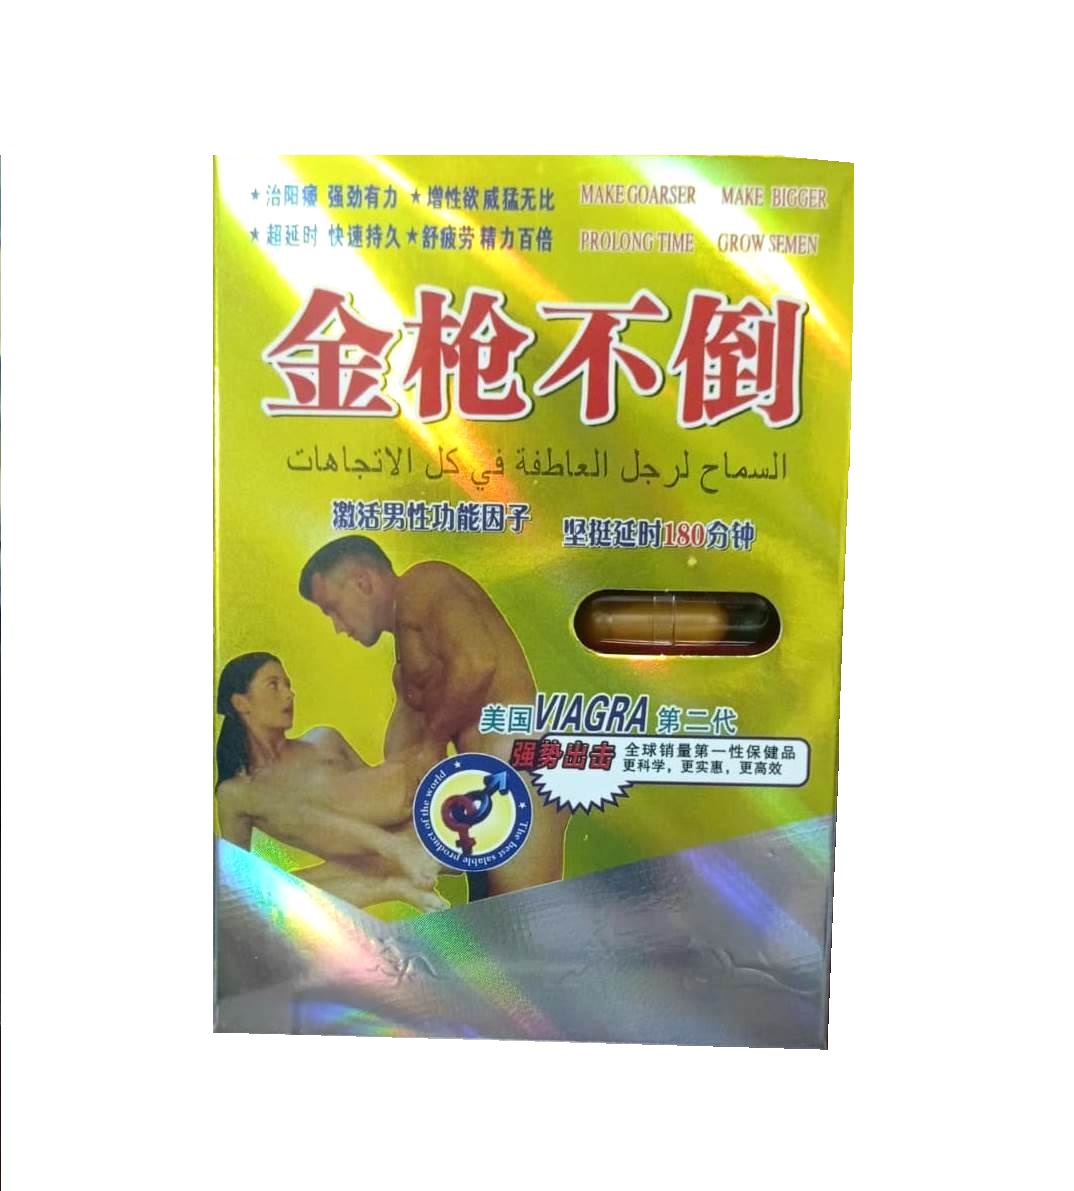 ★治阳痿 强劲有力 ★增性欲 威猛无比 MAKE GOARSER MAKE BIGGER
★超延时 快速持久★舒疲劳 精力百倍 PROLONG TIME GROW SEMEN
金枪不倒
السماح لرجل العاطفة في كل الاتجاهات
激活男性功能因子 坚挺延时180分钟
美国VIAGRA 第二代
强势出击 全球销量第一性保健品
更科学，更实惠，更高效
★ The best salable product of the world ★